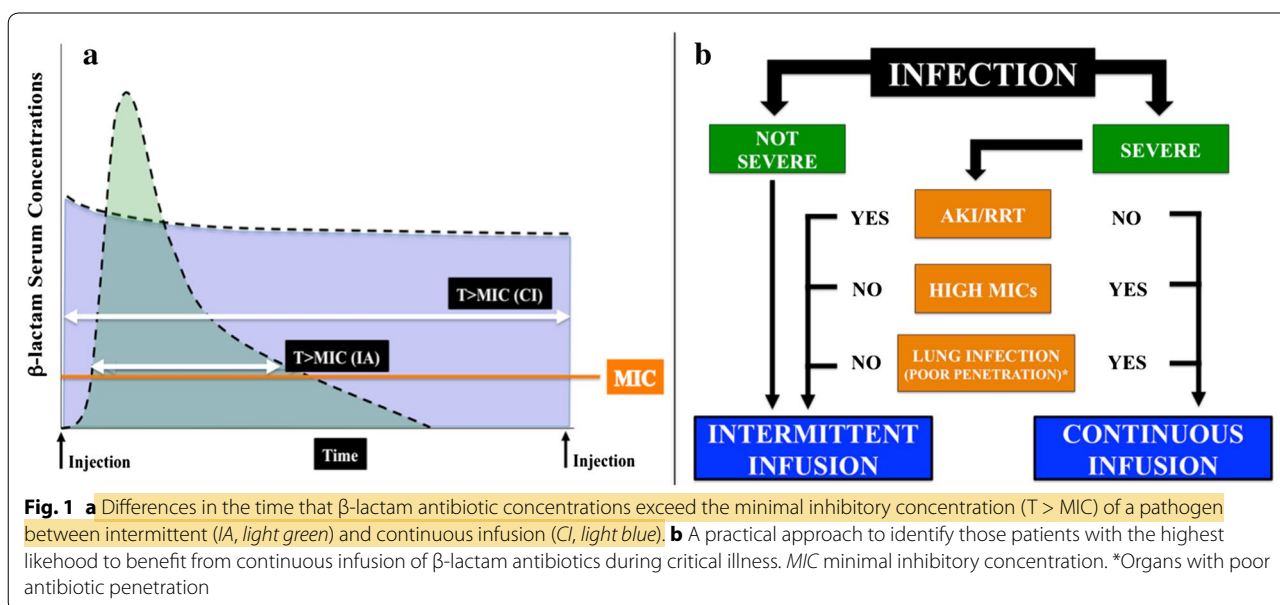 a
β-lactam Serum Concentrations
T>MIC (CI)
T>MIC (IA)
MIC
Injection
Time
Injection
b
INFECTION
NOT
SEVERE
SEVERE
YES
AKI/RRT
NO
NO
HIGH MICs
YES
NO
LUNG INFECTION
(POOR PENETRATION)*
YES
INTERMITTENT
INFUSION
CONTINUOUS
INFUSION
Fig. 1 a Differences in the time that β-lactam antibiotic concentrations exceed the minimal inhibitory concentration (T > MIC) of a pathogen
between intermittent (IA, light green) and continuous infusion (CI, light blue). b A practical approach to identify those patients with the highest
likehood to benefit from continuous infusion of β-lactam antibiotics during critical illness. MIC minimal inhibitory concentration. *Organs with poor
antibiotic penetration